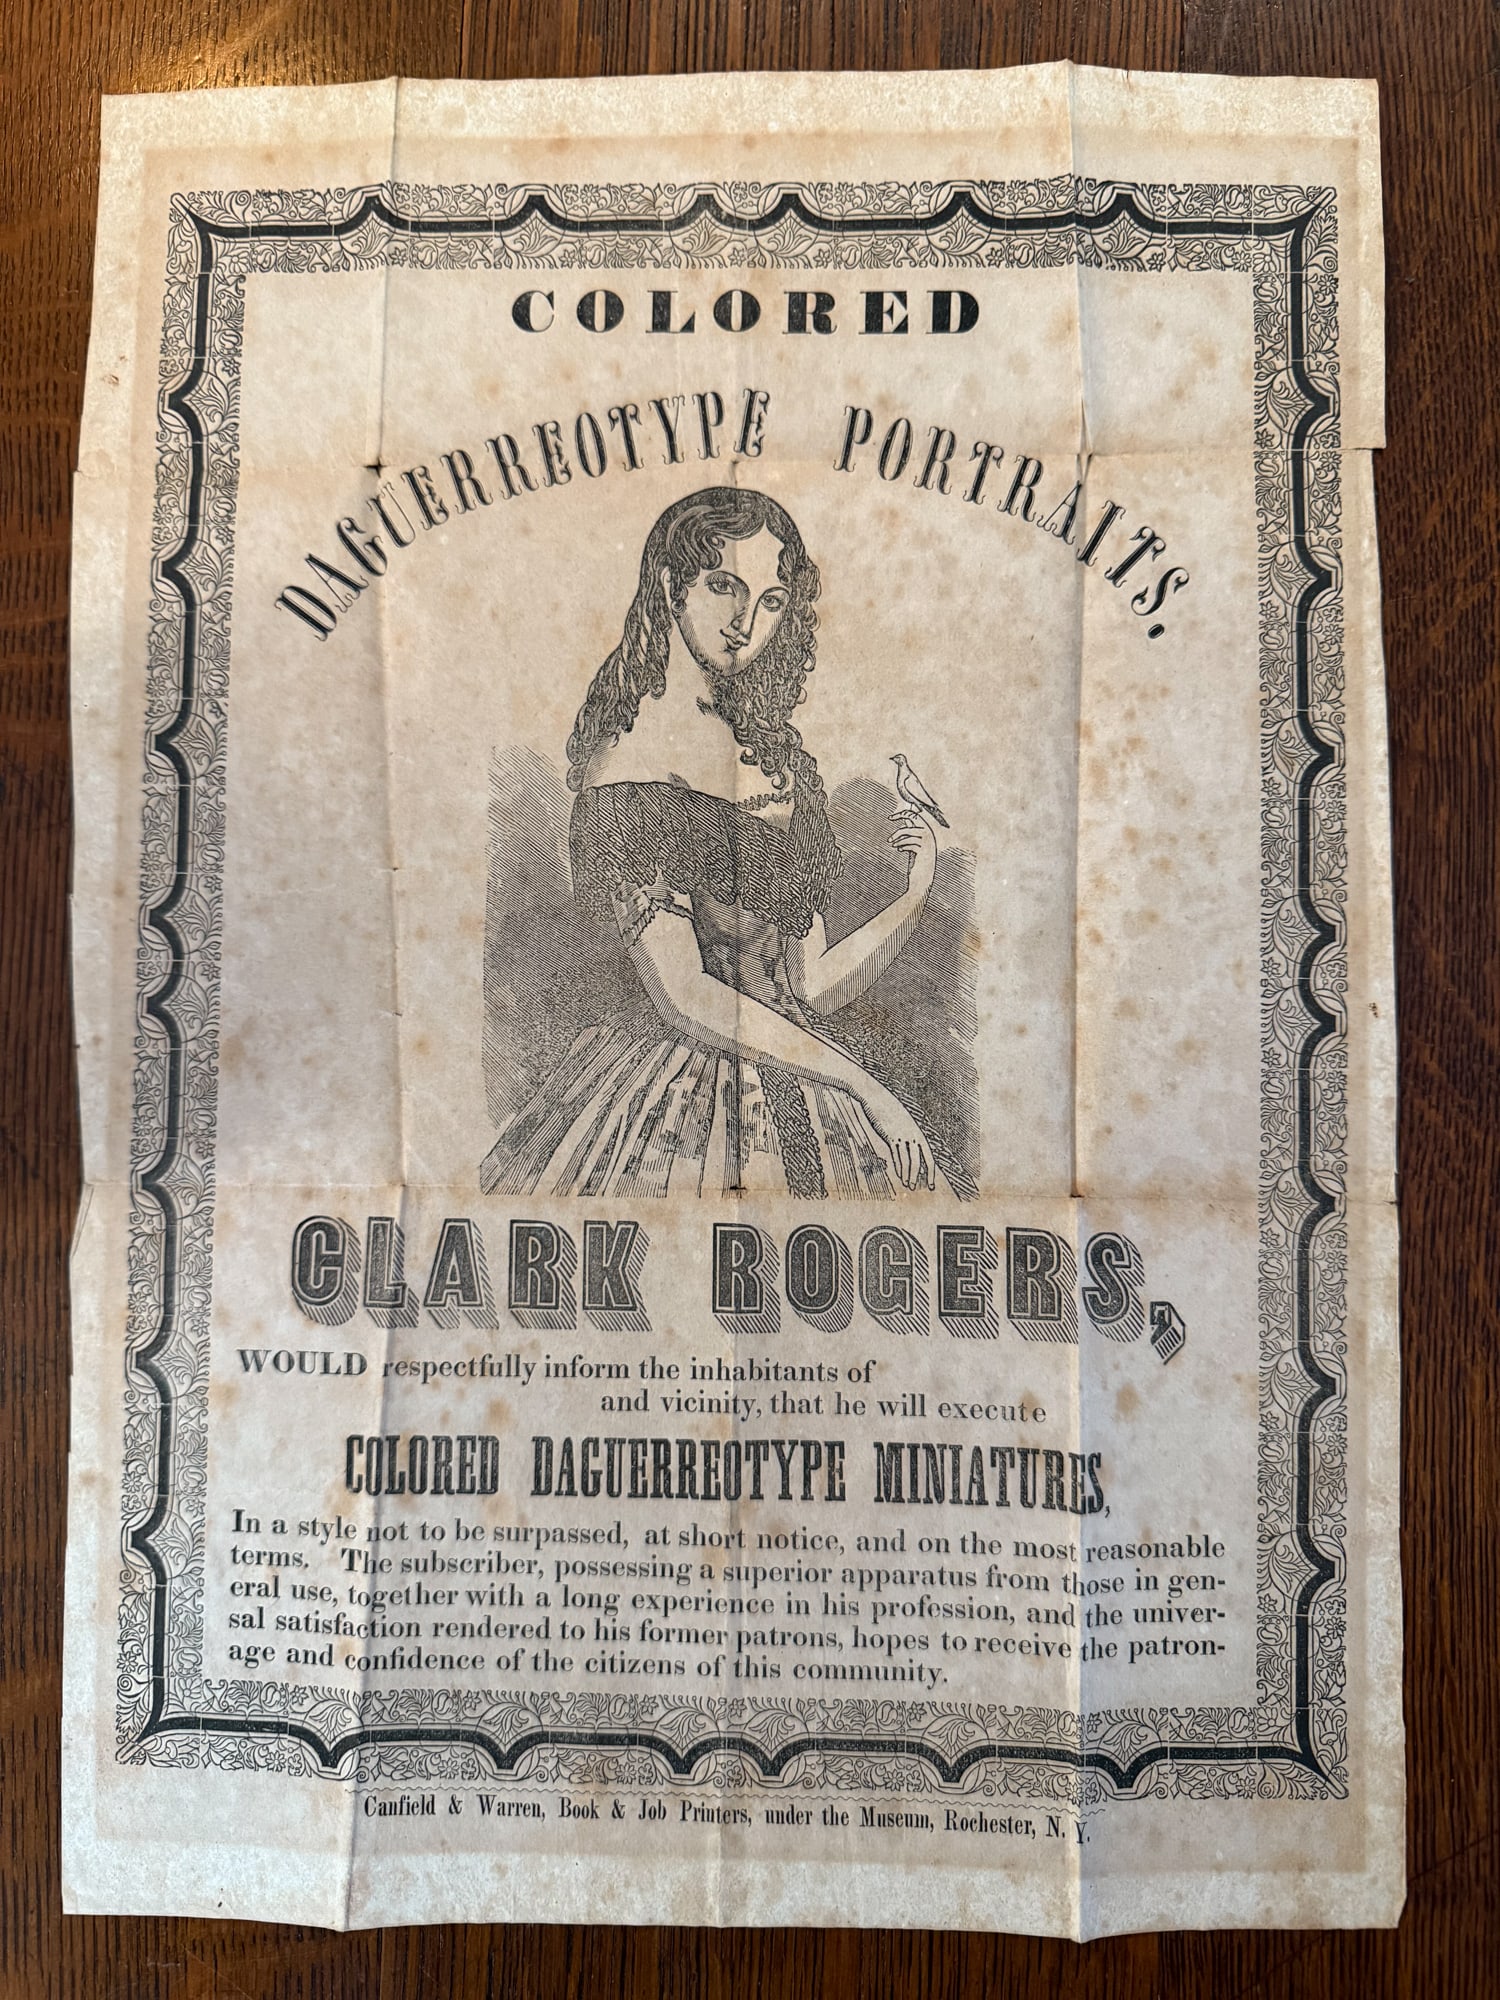 COLORED
DAGUERREOTYPE PORTRAITS.
CLARK ROGERS,
WOULD respectfully inform the inhabitants of
and vicinity, that he will execute
COLORED DAGUERREOTYPE MINIATURES,
In a style not to be surpassed, at short notice, and on the most reasonable
terms. The subscriber, possessing a superior apparatus from those in gen-
eral use, together with a long experience in his profession, and the univer-
sal satisfaction rendered to his former patrons, hopes to receive the patron-
age and confidence of the citizens of this community.
Canfield & Warren, Book & Job Printers, under the Museum, Rochester, N. Y.